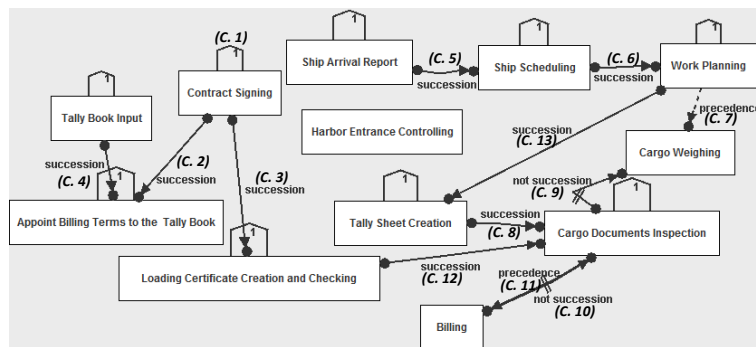 (C. 1)
1
Contract Signing
1
Ship Arrival Report
(C. 5)
succession
1
Ship Scheduling
(C. 6)
succession
1
Work Planning
1
Tally Book Input
succession
(C. 4)
(C. 2)
succession
(C. 3)
succession
Harbor Entrance Controlling
succession
(C. 13)
precedence
(C. 7)
Cargo Weighing
1
Appoint Billing Terms to the Tally Book
1
Tally Sheet Creation
succession
(C. 8)
not succession
(C. 9)
1
Cargo Documents Inspection
1
Loading Certificate Creation and Checking
succession
(C. 12)
precedence
(C. 11)
not succession
(C. 10)
Billing